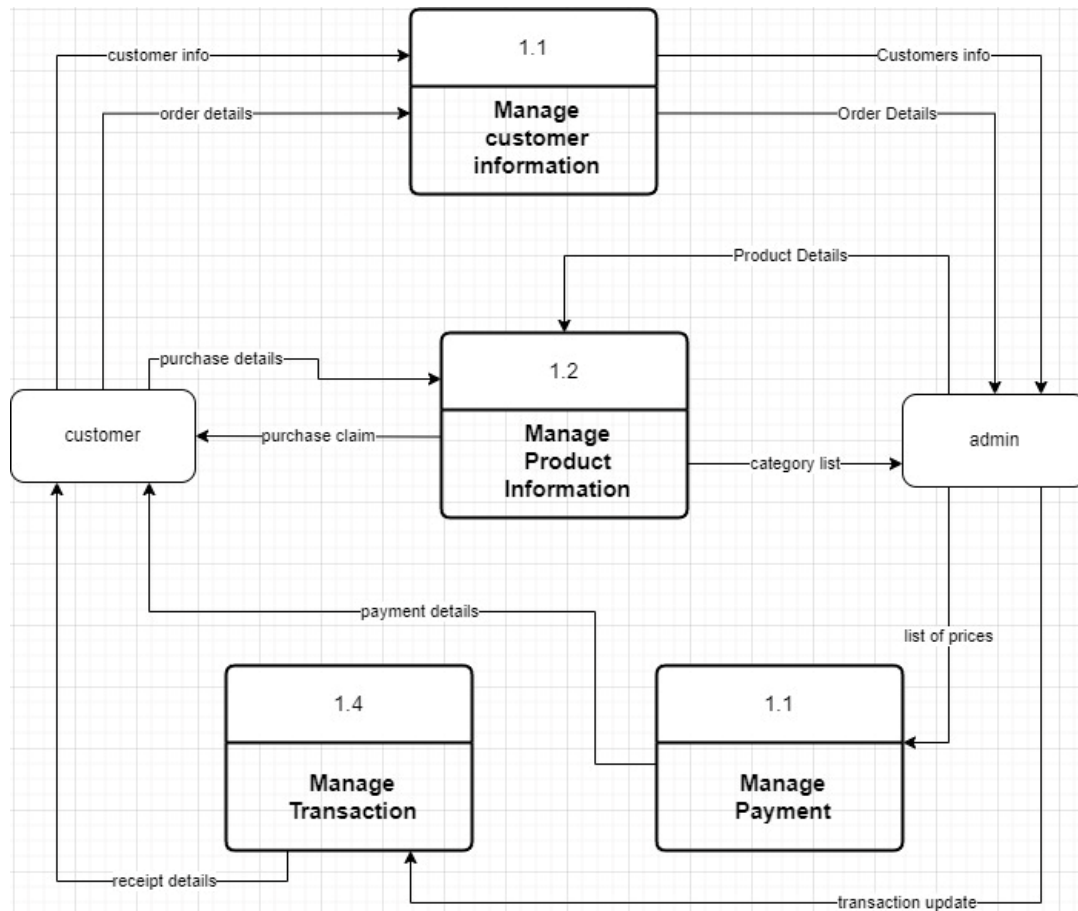 1.1
customer info
Customers info
order details
Manage
customer
information
Order Details
Product Details
purchase details
1.2
customer
purchase claim
Manage
Product
Information
category list
admin
payment details
list of prices
1.4
1.1
Manage
Transaction
Manage
Payment
receipt details
transaction update